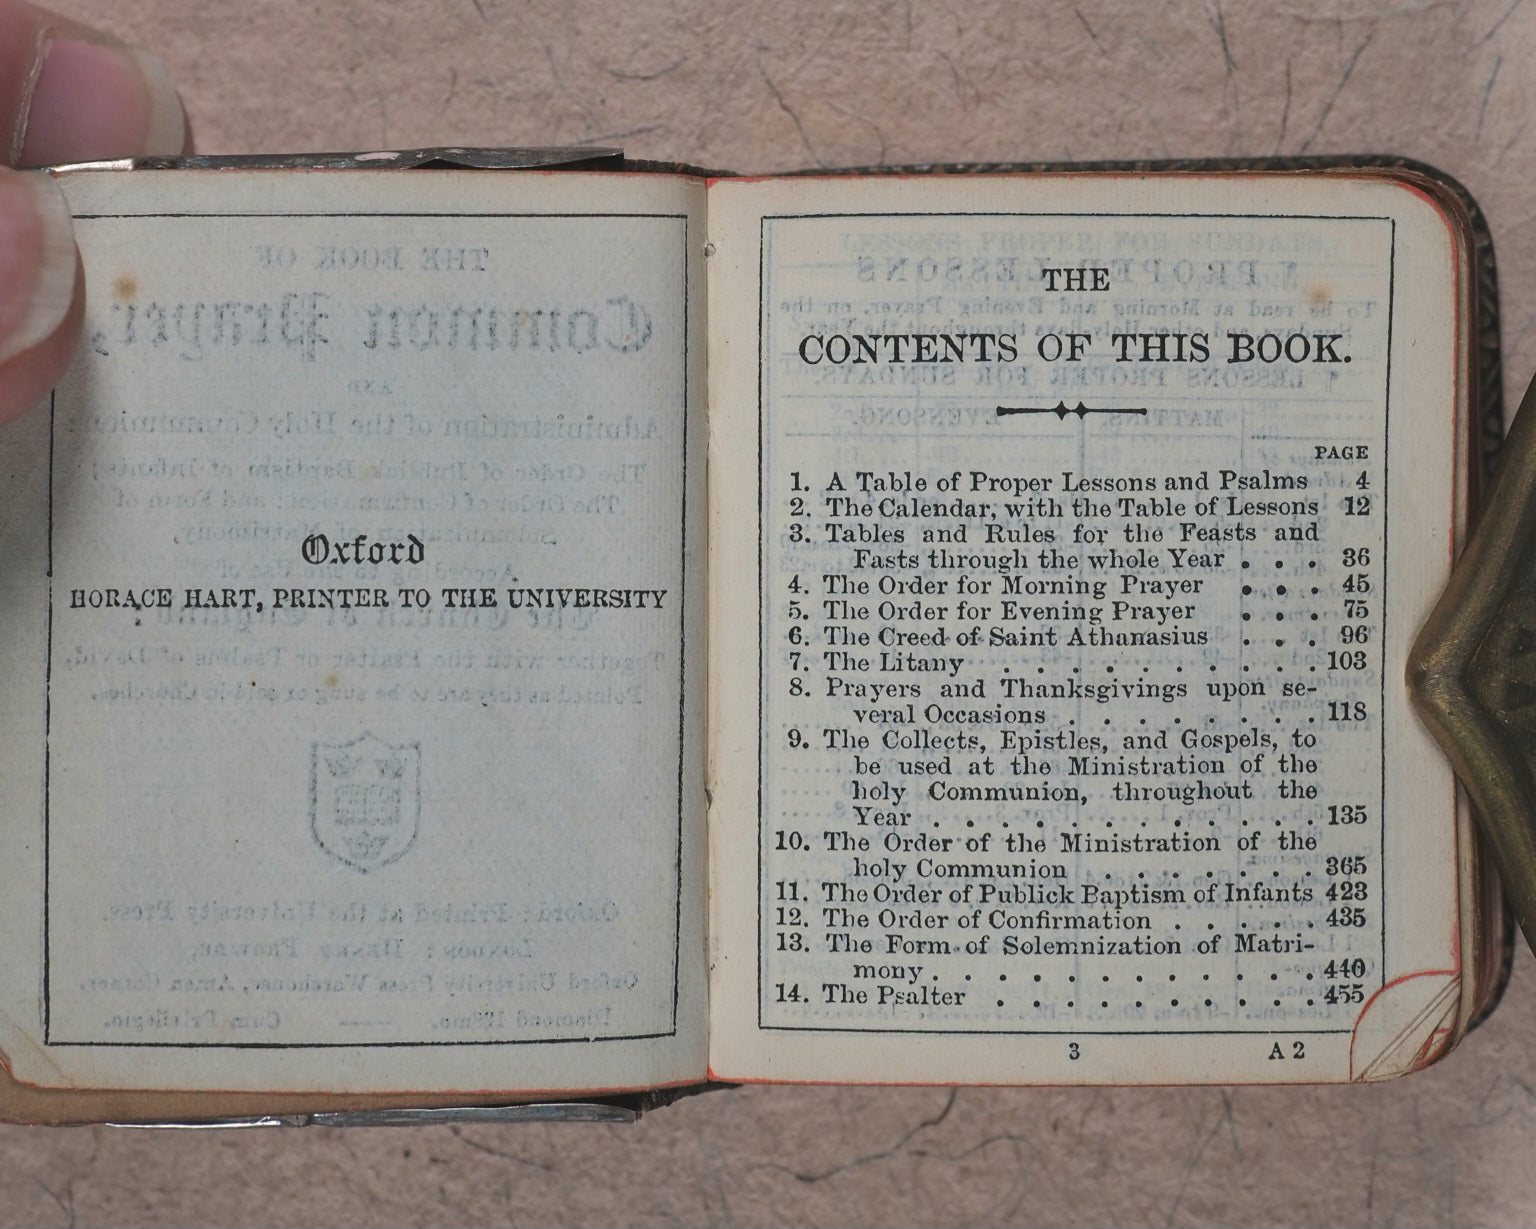 Oxford
HORACE HART, PRINTER TO THE UNIVERSITY
THE
CONTENTS OF THIS BOOK.
PAGE
1. A Table of Proper Lessons and Psalms 4
2. The Calendar, with the Table of Lessons 12
3. Tables and Rules for the Feasts and
Fasts through the whole Year . . . 36
4. The Order for Morning Prayer . . . 45
5. The Order for Evening Prayer . . . 75
6. The Creed of Saint Athanasius . . . 96
7. The Litany . . . . . . . . . . 103
8. Prayers and Thanksgivings upon se-
veral Occasions . . . . . . . . 118
9. The Collects, Epistles, and Gospels, to
be used at the Ministration of the
holy Communion, throughout the
Year . . . . . . . . . . . . 135
10. The Order of the Ministration of the
holy Communion . . . . . . . 365
11. The Order of Publick Baptism of Infants 423
12. The Order of Confirmation . . . . . 435
13. The Form of Solemnization of Matri-
mony . . . . . . . . . . . . 440
14. The Psalter . . . . . . . . . . 455
3 A 2